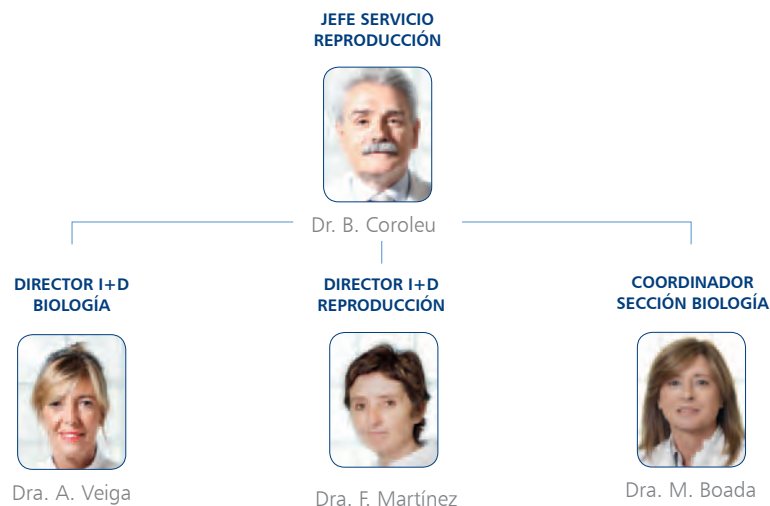 JEFE SERVICIO
REPRODUCCIÓN
Dr. B. Coroleu
DIRECTOR I+D
BIOLOGÍA
Dra. A. Veiga
DIRECTOR I+D
REPRODUCCIÓN
Dra. F. Martínez
COORDINADOR
SECCIÓN BIOLOGÍA
Dra. M. Boada